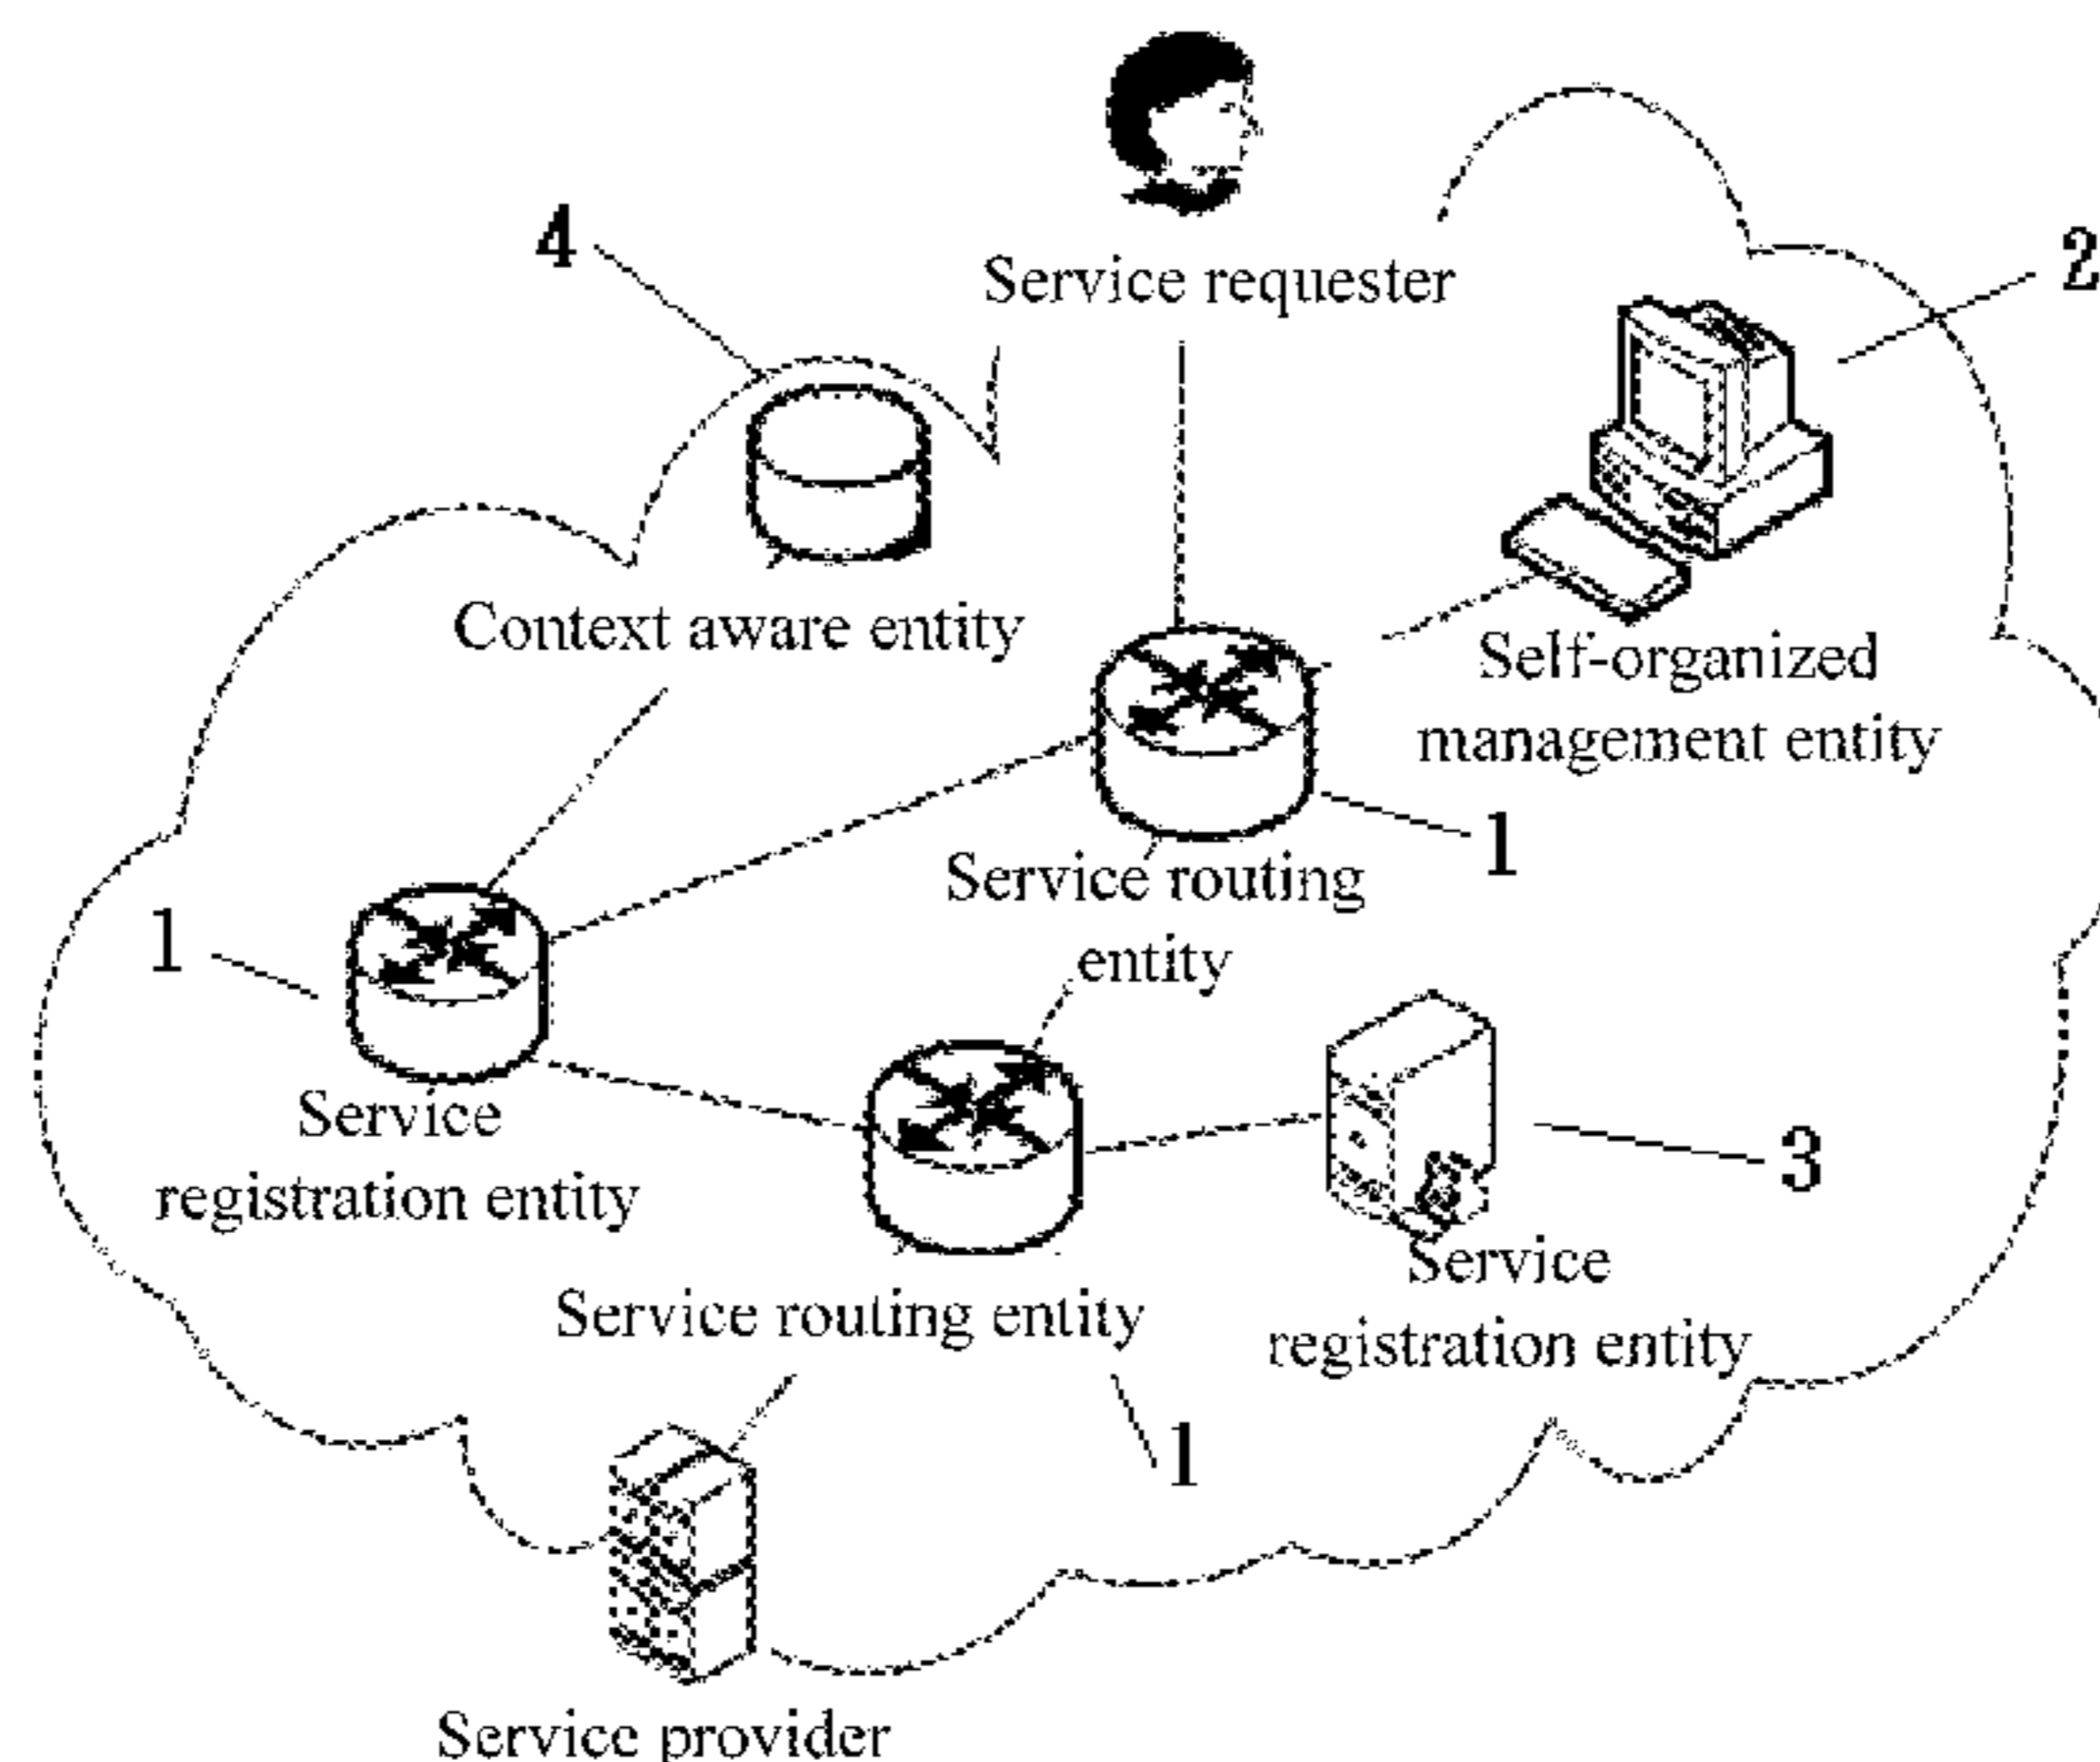 4
Service requester
2
Context aware entity
Self-organized
management entity
1
Service routing
entity
1
Service
registration entity
3
Service
registration entity
Service routing entity
1
Service provider